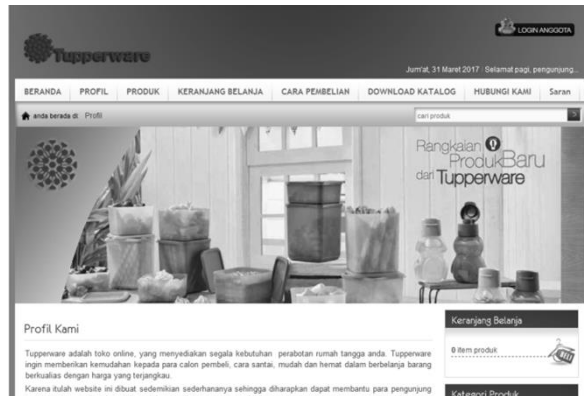 LOGIN ANGGOTA
Tupperware
Jum'at, 31 Maret 2017 | Selamat pagi, pengunjung...
BERANDA PROFIL PRODUK KERANJANG BELANJA CARA PEMBELIAN DOWNLOAD KATALOG HUBUNGI KAMI Saran
anda berada di: Profil
cari produk
Rangkaian
Produk Baru
dari Tupperware
Profil Kami
Keranjang Belanja
0 item produk
Tupperware adalah toko online, yang menyediakan segala kebutuhan perabotan rumah tangga anda. Tupperware
ingin memberikan kemudahan kepada para calon pembeli, cara santai, mudah dan hemat dalam berbelanja barang
berkualias dengan harga yang terjangkau.
Karena itulah website ini dibuat sedemikian sederhananya sehingga diharapkan dapat membantu para pengunjung
Kategori Produk